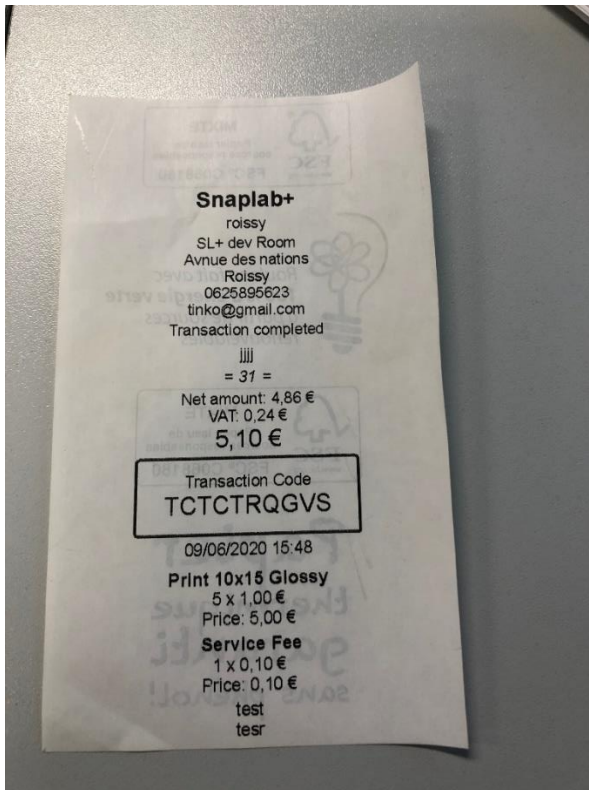 Snaplab+
roissy
SL+ dev Room
Avnue des nations
Roissy
0625895623
tinko@gmail.com
Transaction completed
jjjj
= 31 =
Net amount: 4,86 €
VAT: 0,24 €
5,10 €
Transaction Code
TCTCTRQGVS
09/06/2020 15:48
Print 10x15 Glossy
5 x 1,00 €
Price: 5,00 €
Service Fee
1 x 0,10 €
Price: 0,10 €
test
tesr